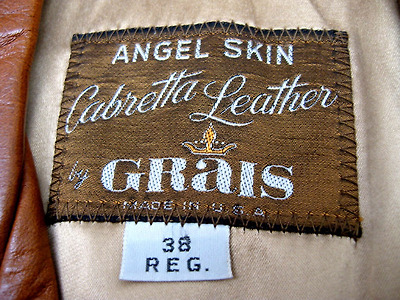 ANGEL SKIN
Cabretta Leather
by GRaIS
MADE IN U.S.A
38
REG.